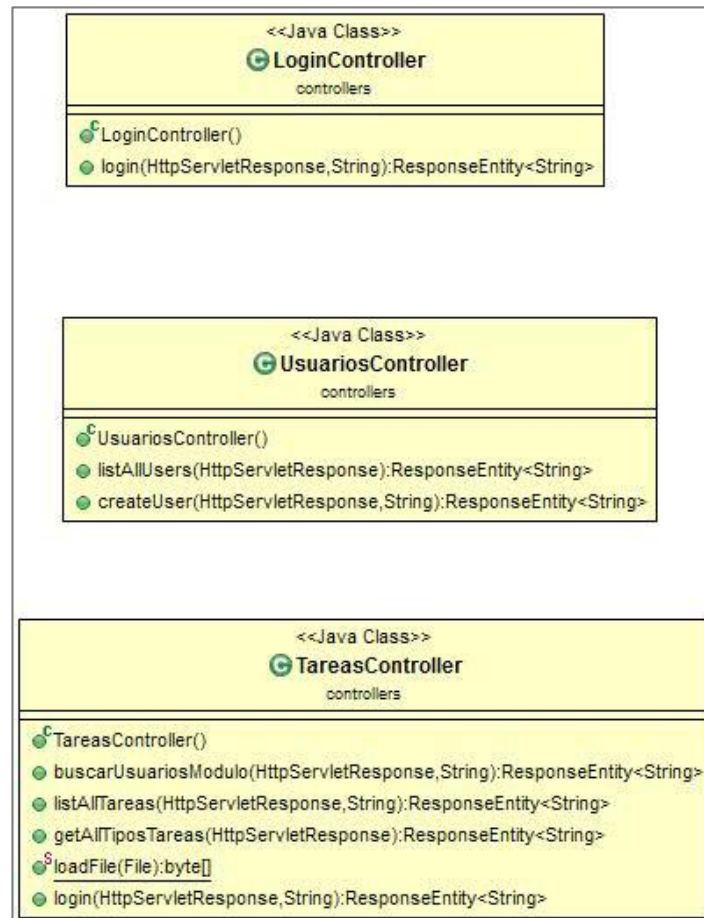 <<Java Class>>
LoginController
controllers
LoginController()
login(HttpServletResponse,String):ResponseEntity<String>
<<Java Class>>
UsuariosController
controllers
UsuariosController()
listAllUsers(HttpServletResponse):ResponseEntity<String>
createUser(HttpServletResponse,String):ResponseEntity<String>
<<Java Class>>
TareasController
controllers
TareasController()
buscarUsuariosModulo(HttpServletResponse,String):ResponseEntity<String>
listAllTareas(HttpServletResponse,String):ResponseEntity<String>
getAllTiposTareas(HttpServletResponse):ResponseEntity<String>
loadFile(File):byte[]
login(HttpServletResponse,String):ResponseEntity<String>